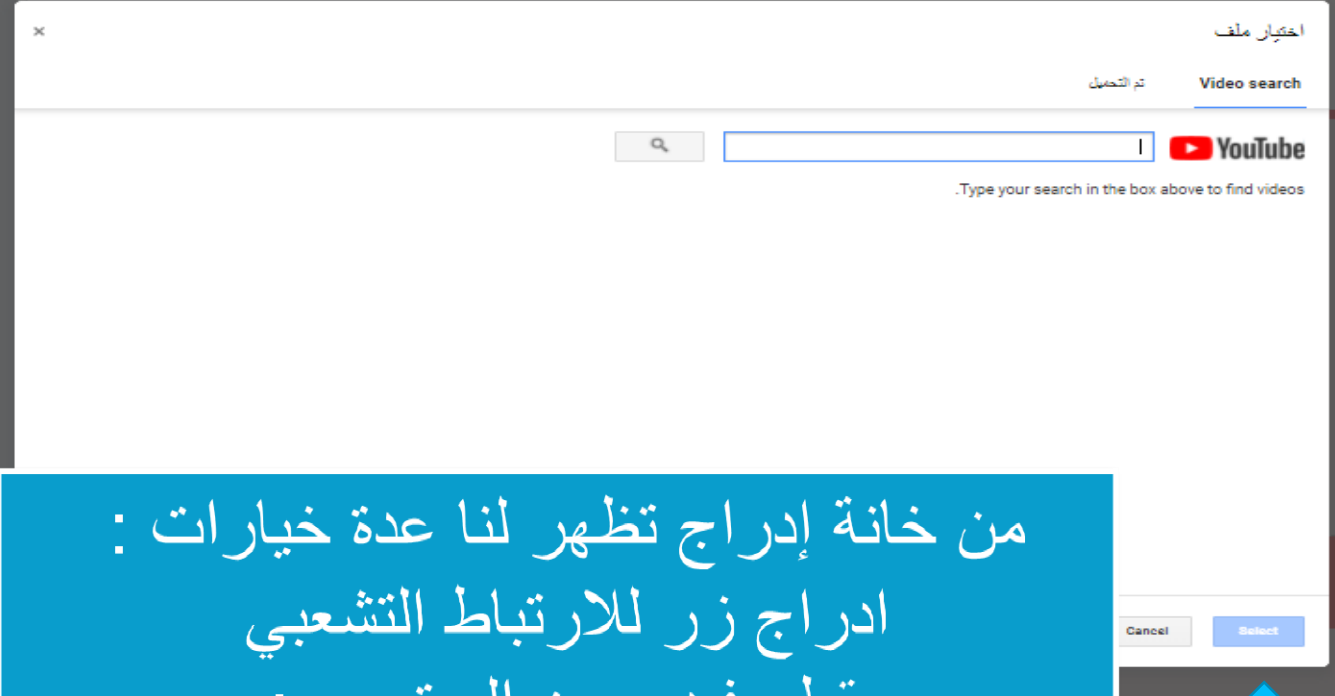 اختيار ملف
×
Video search
تم التحميل
YouTube
.Type your search in the box above to find videos
من خانة إدراج تظهر لنا عدة خيارات :
ادراج زر للارتباط التشعبي
Cancel
Select